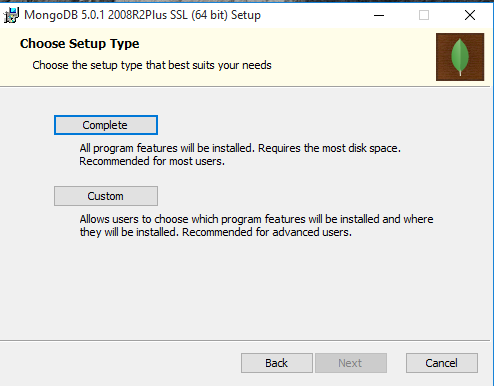 MongoDB 5.0.1 2008R2Plus SSL (64 bit) Setup
Choose Setup Type
Choose the setup type that best suits your needs
Complete
All program features will be installed. Requires the most disk space.
Recommended for most users.
Custom
Allows users to choose which program features will be installed and where
they will be installed. Recommended for advanced users.
Back Next Cancel